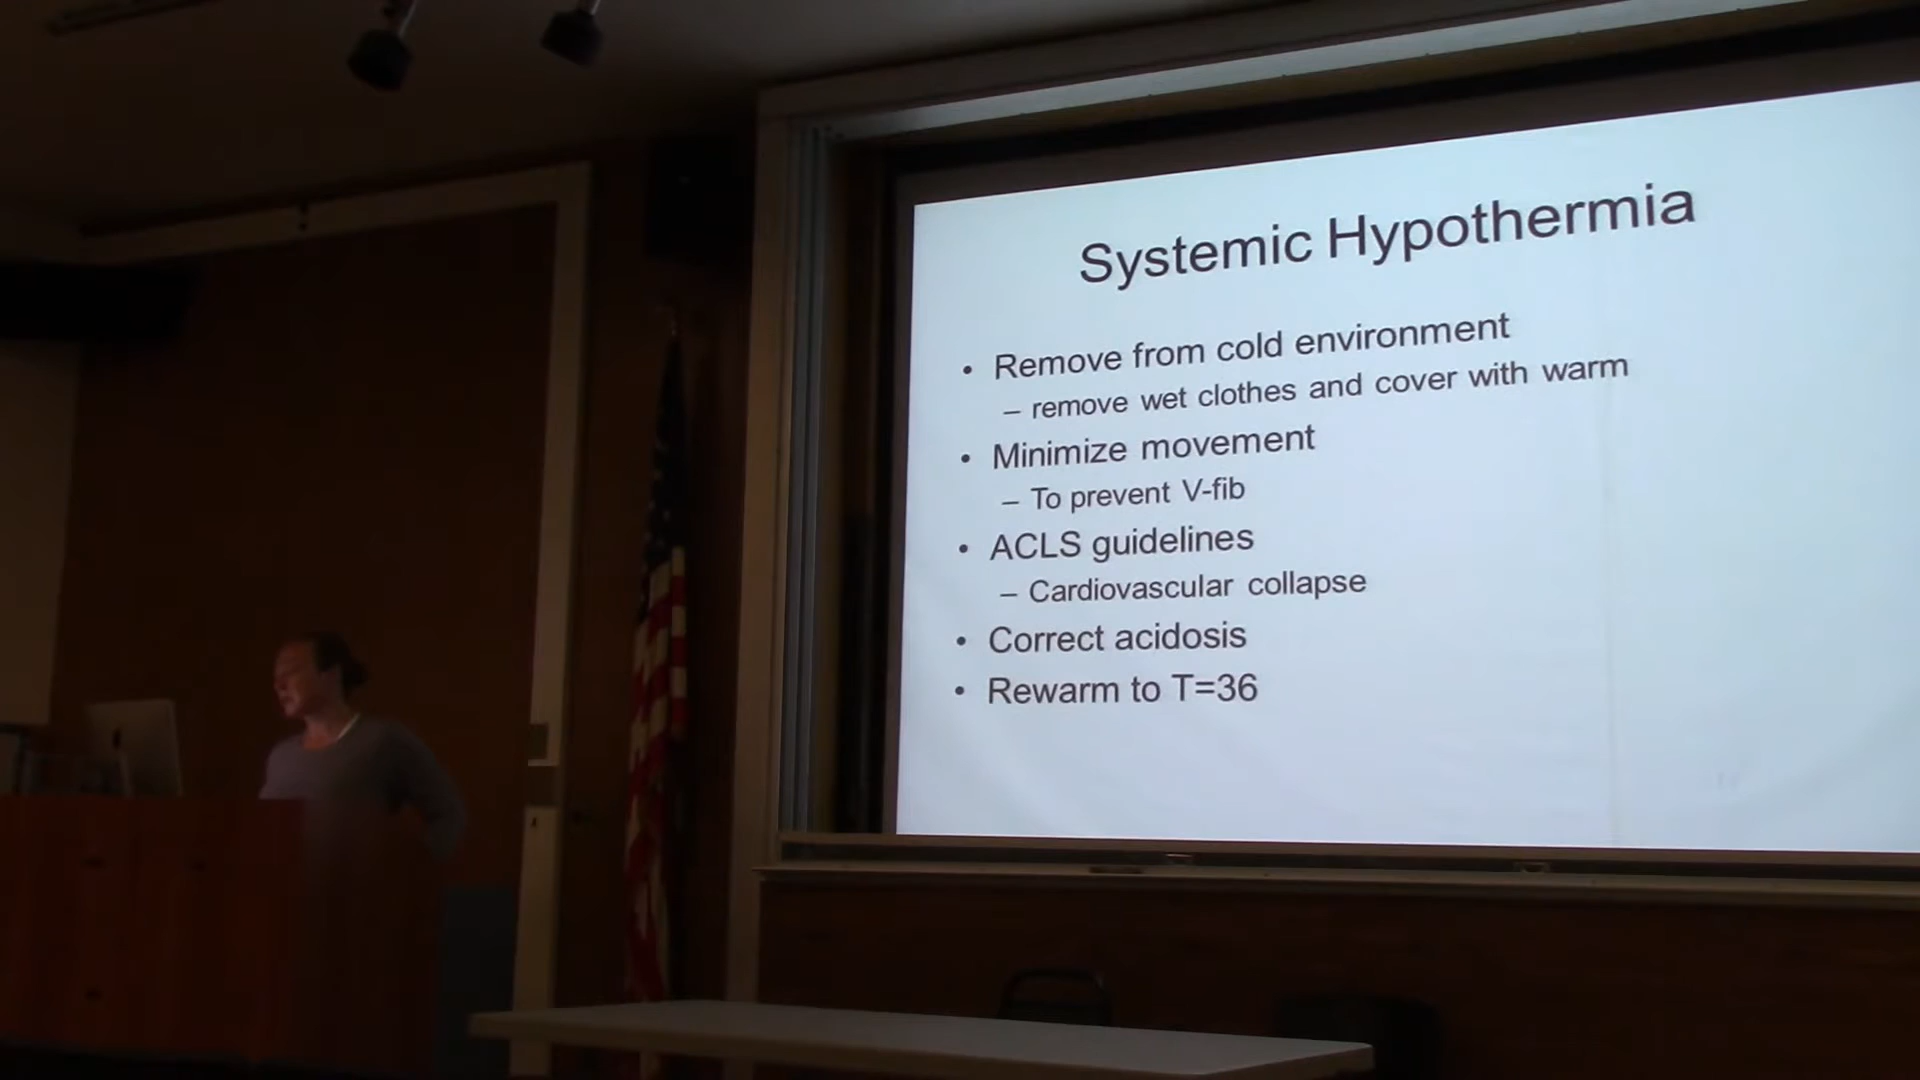 Systemic Hypothermia
• Remove from cold environment
– remove wet clothes and cover with warm
• Minimize movement
– To prevent V-fib
• ACLS guidelines
– Cardiovascular collapse
• Correct acidosis
• Rewarm to T=36